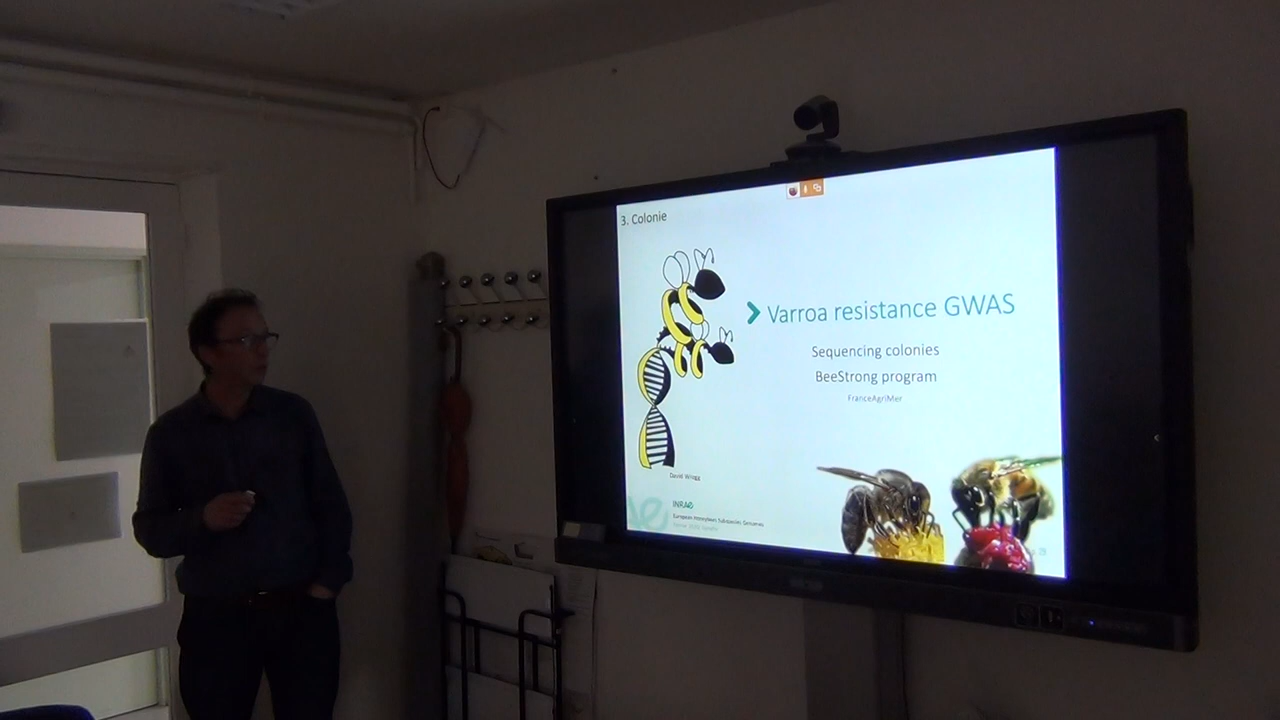 3. Colonie
Varroa resistance GWAS
Sequencing colonies
BeeStrong program
FranceAgriMer
David Wragg
INRAE
European Honeybees Subspecies Genomes